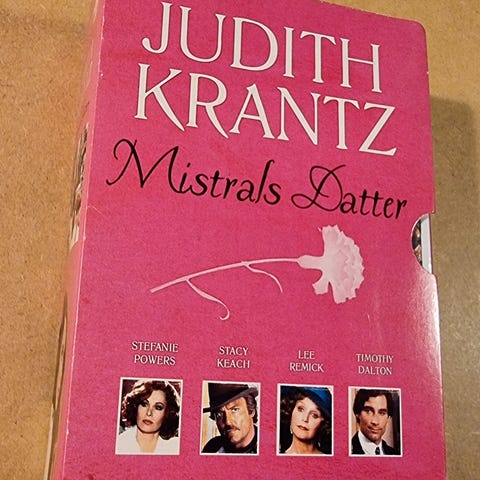 JUDITH
KRANTZ
Mistrals Datter
STEFANIE
POWERS
STACY
KEACH
LEE
REMICK
TIMOTHY
DALTON